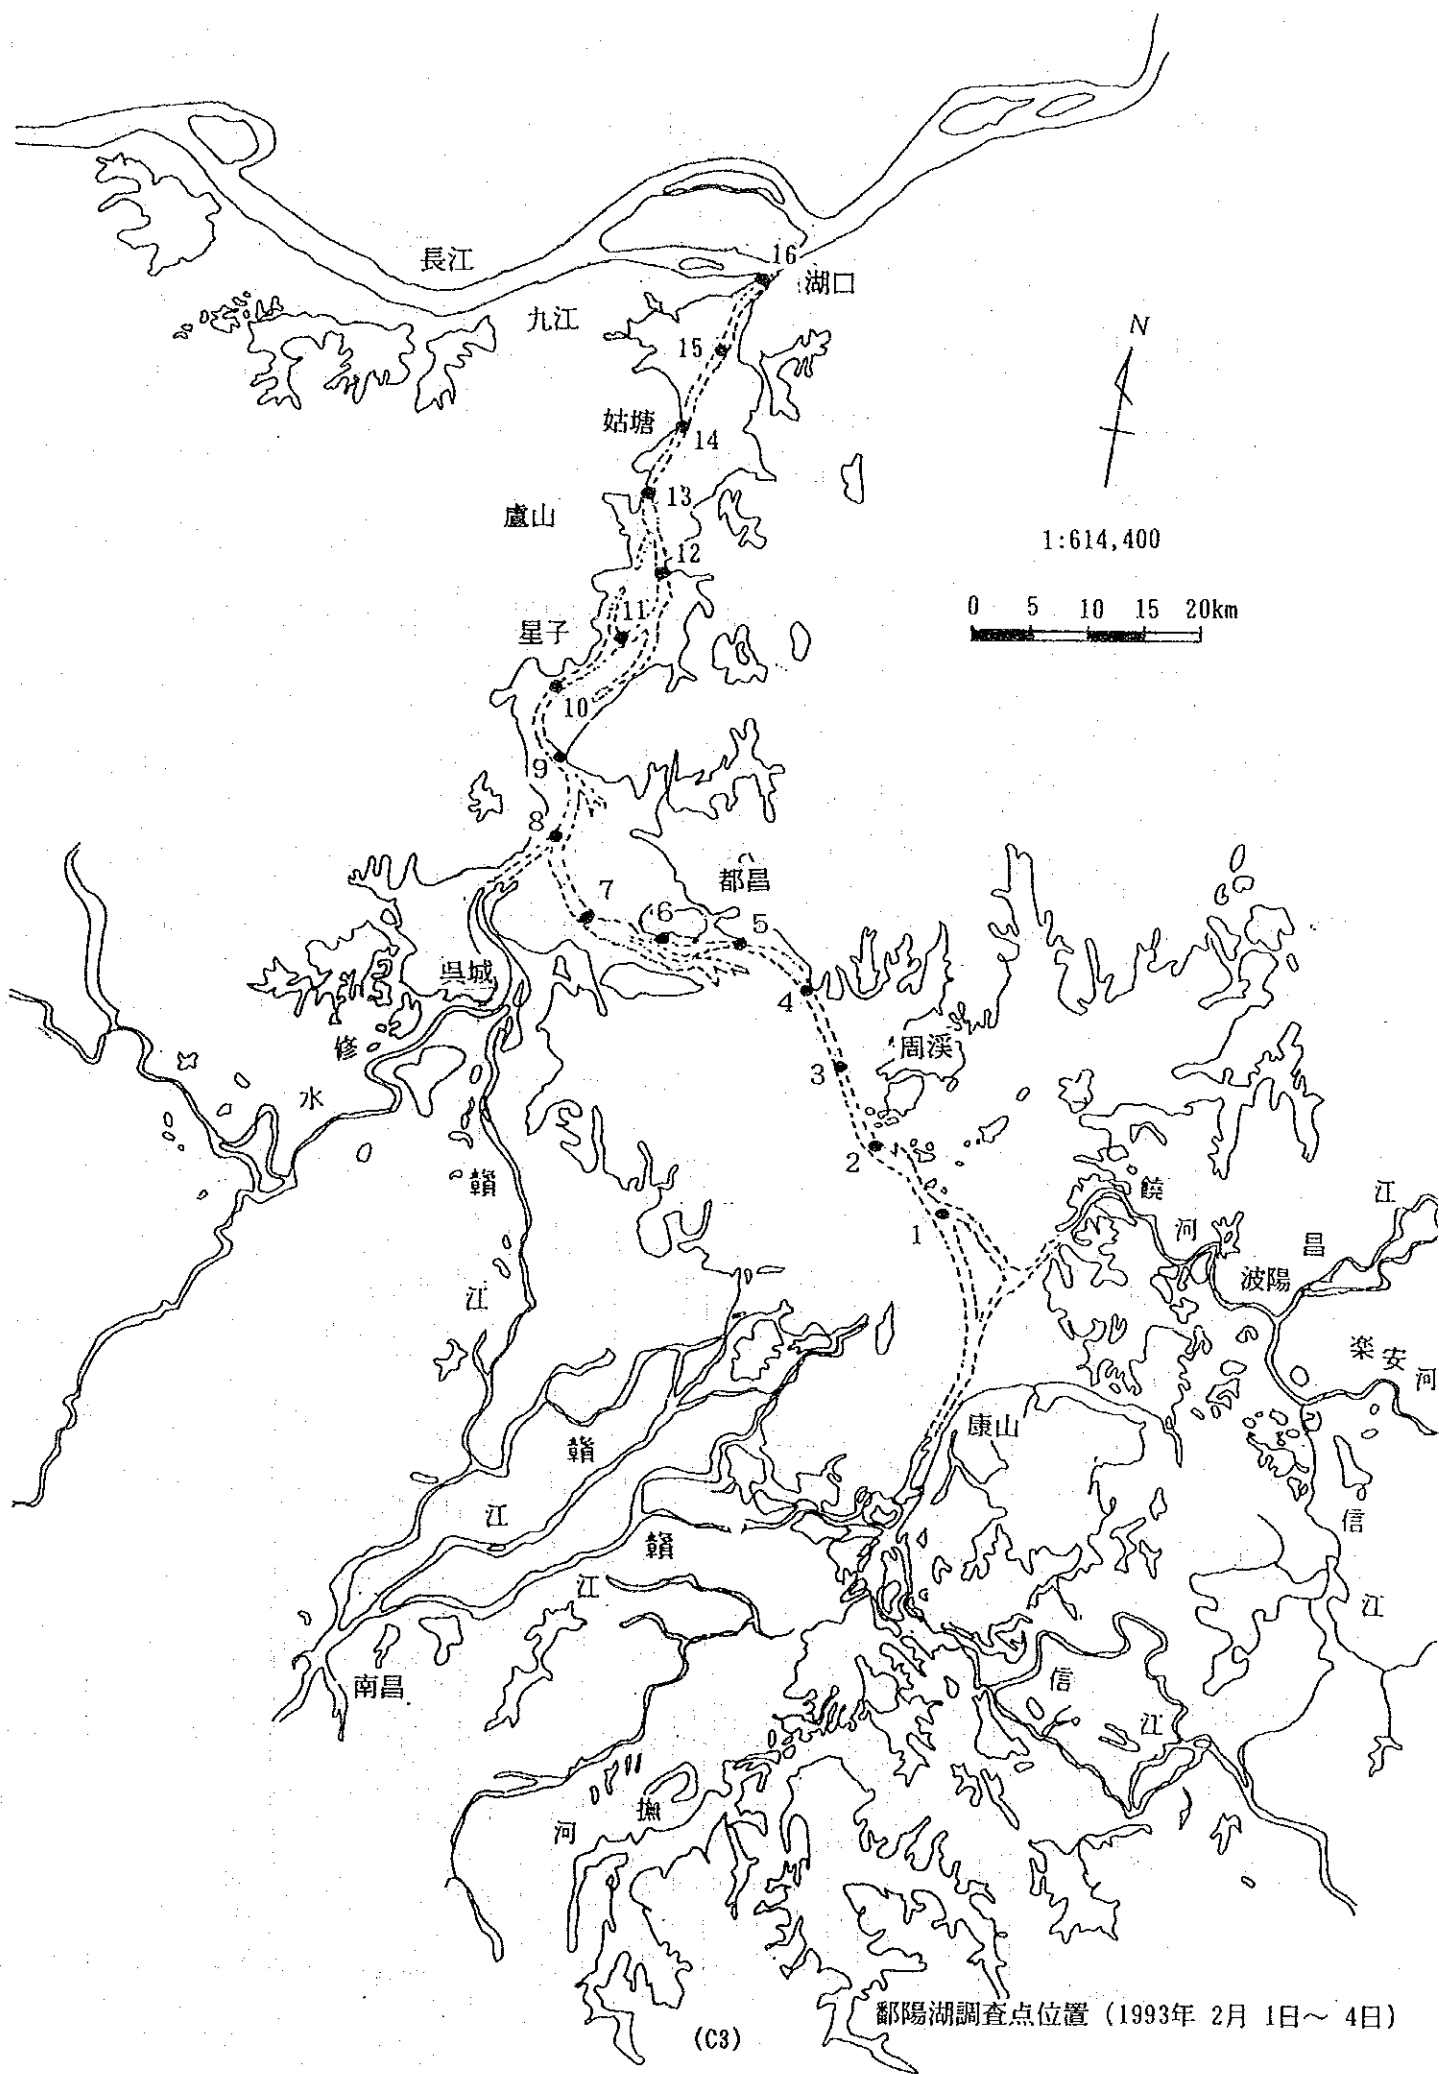 長江
16
湖口
九江
N
15
姑塘
14
13
盧山
1:614,400
12
0 5 10 15 20km
11
星子
10
9
8
都昌
7
6
5
呉城
4
周溪
修
3
水
2
贛
饒
江
1
河
昌
波陽
江
楽安河
康山
贛
江
信
贛
江
江
南昌
信
江
撫
河
鄱陽湖調査点位置 (1993年 2月 1日～ 4日)
(C3)